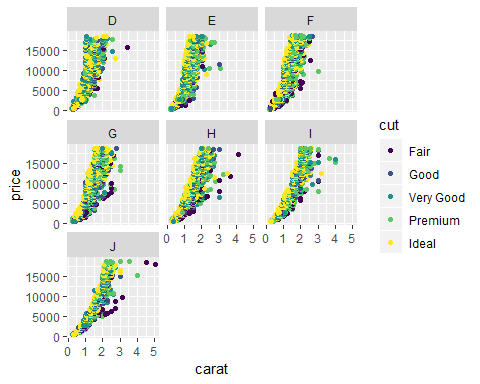 D E F
15000
10000
5000
0
G H I
15000
10000
5000
0
J
0 1 2 3 4 5 0 1 2 3 4 5
15000
10000
5000
0
0 1 2 3 4 5
price
carat
cut
Fair
Good
Very Good
Premium
Ideal